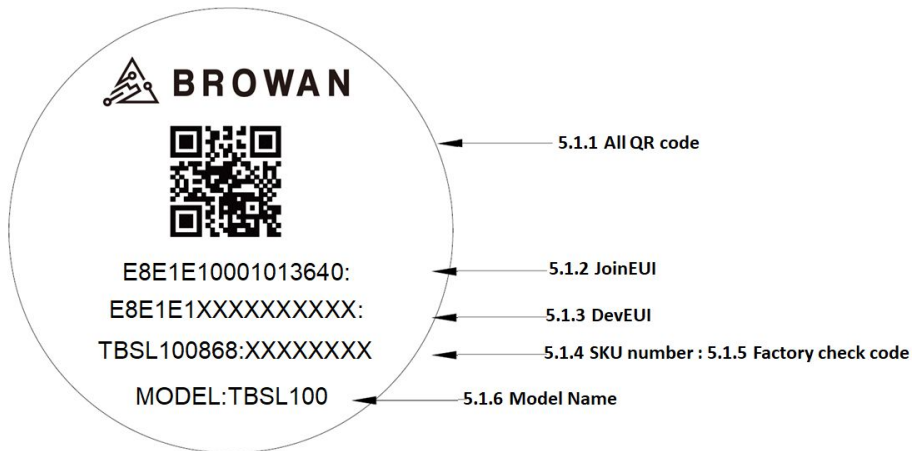 BROWAN
5.1.1 All QR code
E8E1E10001013640:
5.1.2 JoinEUI
E8E1E1XXXXXXXXXX:
5.1.3 DevEUI
TBSL100868:XXXXXXXX
5.1.4 SKU number : 5.1.5 Factory check code
MODEL:TBSL100
5.1.6 Model Name